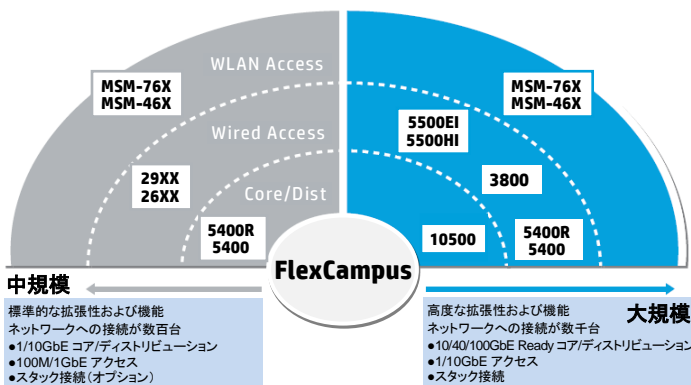 WLAN Access
MSM-76X
MSM-46X
MSM-76X
MSM-46X
Wired Access
5500EI
5500HI
29XX
26XX
3800
Core/Dist
5400R
5400
10500
5400R
5400
FlexCampus
中規模
標準的な拡張性および機能
ネットワークへの接続が数百台
●1/10GbE コア/ディストリビューション
●100M/1GbE アクセス
●スタック接続(オプション)
大規模
高度な拡張性および機能
ネットワークへの接続が数千台
●10/40/100GbE Ready コア/ディストリビューション
●1/10GbE アクセス
●スタック接続